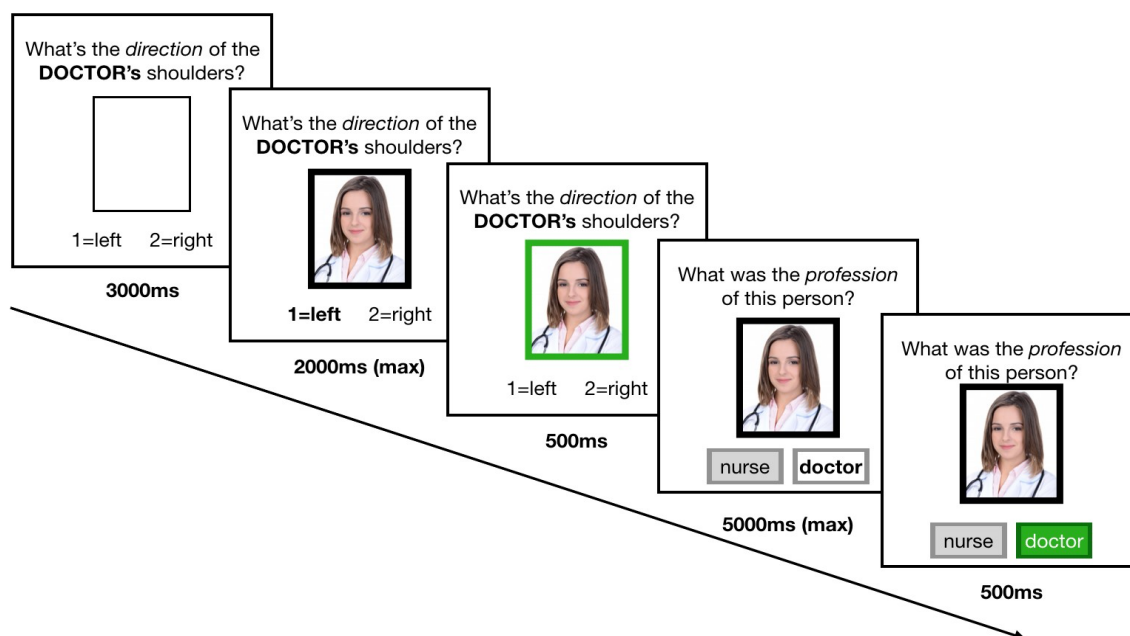 What's the direction of the
DOCTOR's shoulders?
1=left 2=right
3000ms
What's the direction of the
DOCTOR's shoulders?
1=left 2=right
2000ms (max)
What's the direction of the
DOCTOR's shoulders?
1=left 2=right
500ms
What was the profession
of this person?
nurse doctor
5000ms (max)
What was the profession
of this person?
nurse doctor
500ms